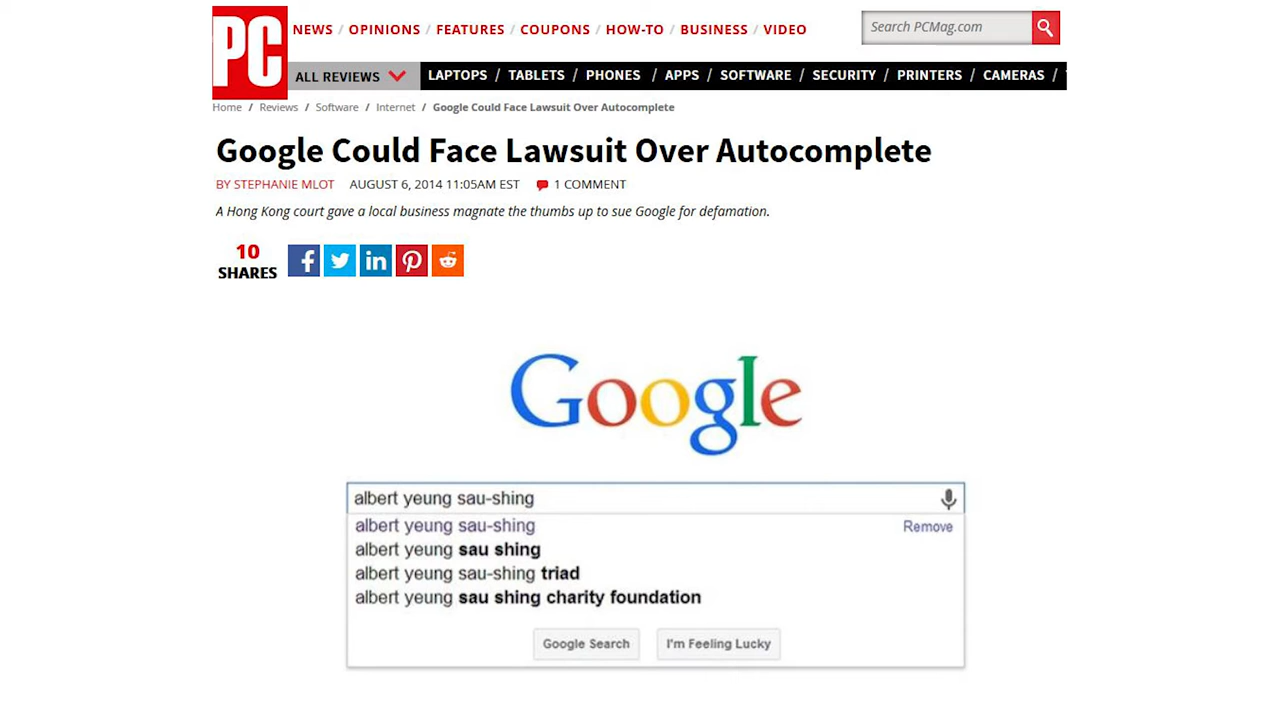 PC
NEWS / OPINIONS / FEATURES / COUPONS / HOW-TO / BUSINESS / VIDEO
Search PCMag.com
ALL REVIEWS
LAPTOPS / TABLETS / PHONES / APPS / SOFTWARE / SECURITY / PRINTERS / CAMERAS /
Home / Reviews / Software / Internet / Google Could Face Lawsuit Over Autocomplete
Google Could Face Lawsuit Over Autocomplete
BY STEPHANIE MLOT AUGUST 6, 2014 11:05AM EST 1 COMMENT
A Hong Kong court gave a local business magnate the thumbs up to sue Google for defamation.
10
SHARES
Google
albert yeung sau-shing
albert yeung sau-shing Remove
albert yeung sau shing
albert yeung sau-shing triad
albert yeung sau shing charity foundation
Google Search I'm Feeling Lucky